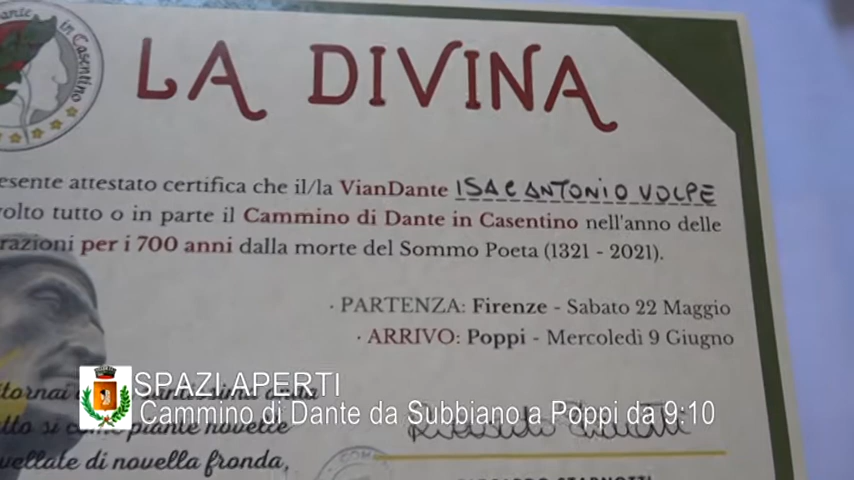 Dante in Casentino
LA DIVINA
esente attestato certifica che il/la VianDante ISAC ANTONIO VOLPE
volto tutto o in parte il Cammino di Dante in Casentino nell'anno delle
razioni per i 700 anni dalla morte del Sommo Poeta (1321 - 2021).
· PARTENZA: Firenze - Sabato 22 Maggio
· ARRIVO: Poppi - Mercoledì 9 Giugno
SPAZI APERTI
Cammino di Dante da Subbiano a Poppi da 9:10
piante novelle
vellate di novella fronda,